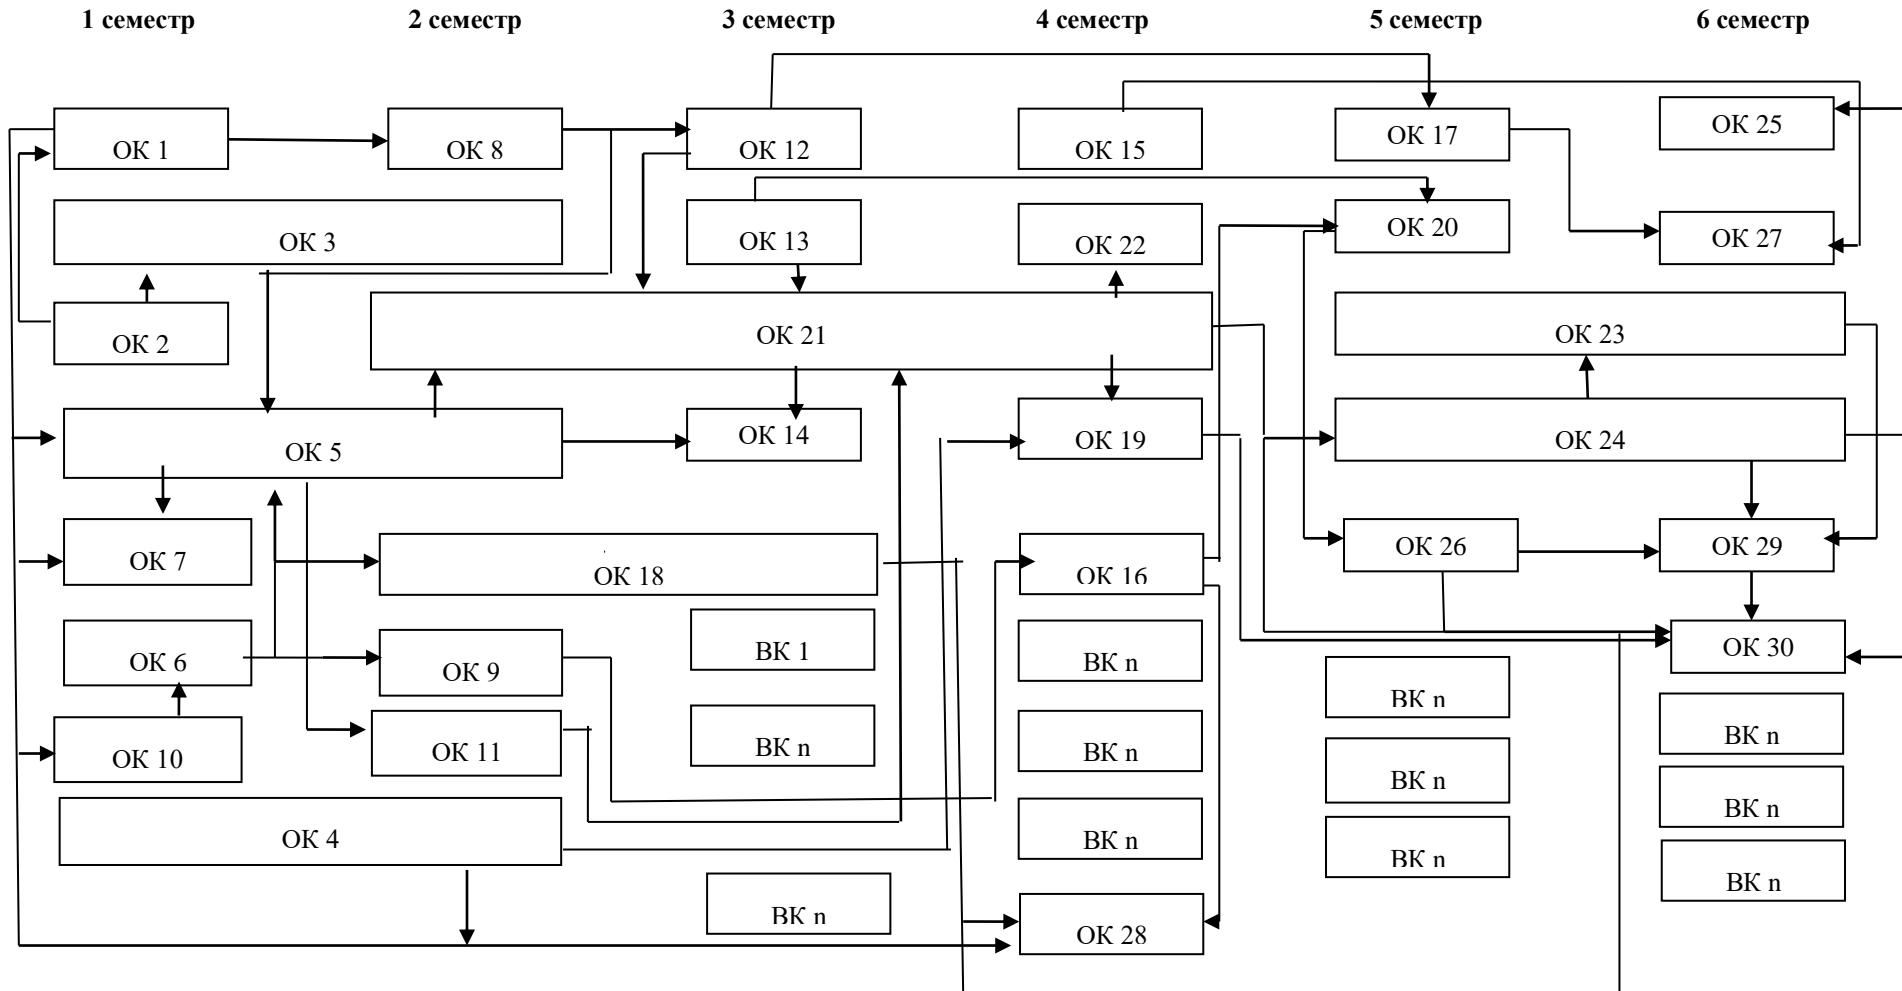 1 семестр 2 семестр 3 семестр 4 семестр 5 семестр 6 семестр
ОК 1 ОК 8 ОК 12 ОК 15 ОК 17 ОК 25
ОК 3 ОК 13 ОК 22 ОК 20 ОК 27
ОК 2 ОК 21 ОК 23
ОК 5 ОК 14 ОК 19 ОК 24
ОК 7 ОК 18 ОК 16 ОК 26 ОК 29
ОК 6 ОК 9 ВК 1 ВК n ОК 30
ОК 10 ОК 11 ВК n ВК n ВК n ВК n
ОК 4 ВК n ВК n ВК n
ВК n ВК n ВК n
ОК 28